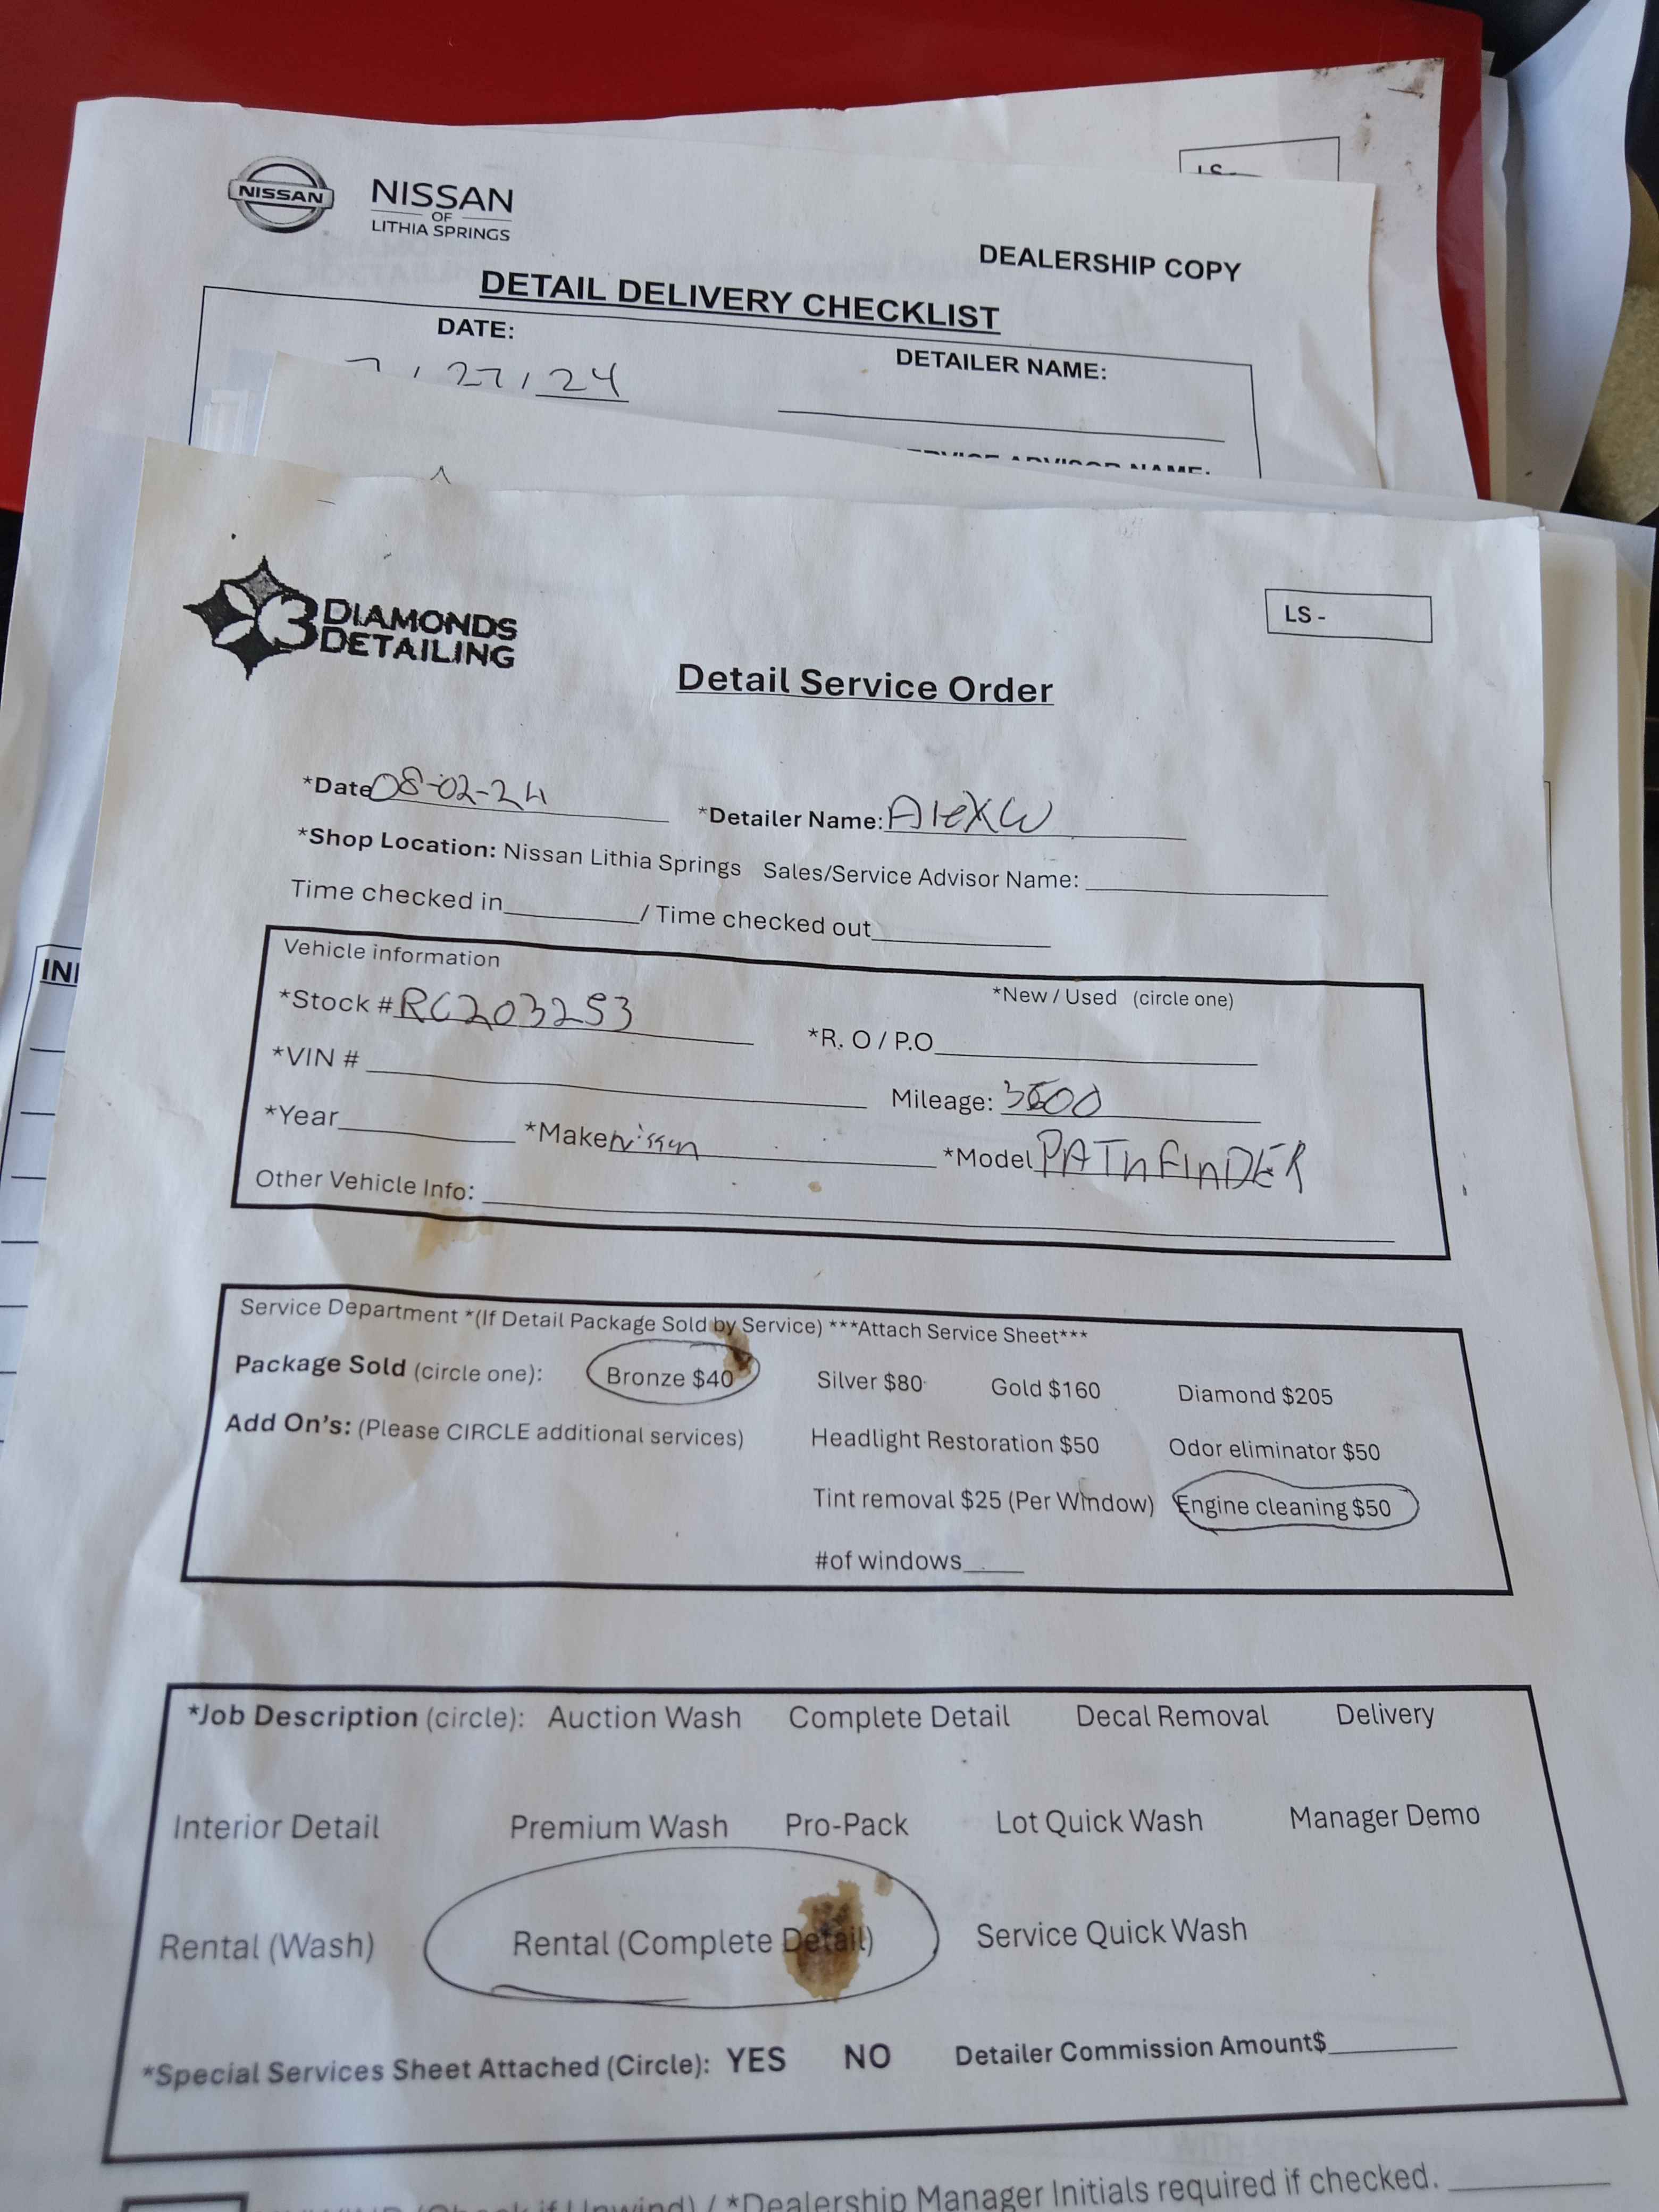 LS-
NISSAN
NISSAN
OF
LITHIA SPRINGS
DEALERSHIP COPY
DETAIL DELIVERY CHECKLIST
DATE:
DETAILER NAME:
7/27/24
ADVISOR NAME:
3 DIAMONDS
DETAILING
LS -
Detail Service Order
*Date 08-02-24
*Detailer Name: Alex W
*Shop Location: Nissan Lithia Springs Sales/Service Advisor Name:
Time checked in / Time checked out
Vehicle information
*New / Used (circle one)
*Stock # RC203253
*R. O / P.O
*VIN #
Mileage: 3500
*Year *Make nissan *Model PATHFINDER
Other Vehicle Info:
Service Department *(If Detail Package Sold by Service) ***Attach Service Sheet***
Package Sold (circle one): Bronze $40 Silver $80 Gold $160 Diamond $205
Add On's: (Please CIRCLE additional services) Headlight Restoration $50 Odor eliminator $50
Tint removal $25 (Per Window) Engine cleaning $50
#of windows
*Job Description (circle): Auction Wash Complete Detail Decal Removal Delivery
Interior Detail Premium Wash Pro-Pack Lot Quick Wash Manager Demo
Rental (Wash) Rental (Complete Detail) Service Quick Wash
*Special Services Sheet Attached (Circle): YES NO Detailer Commission Amount$
(Check if Unwind) / *Dealership Manager Initials required if checked.